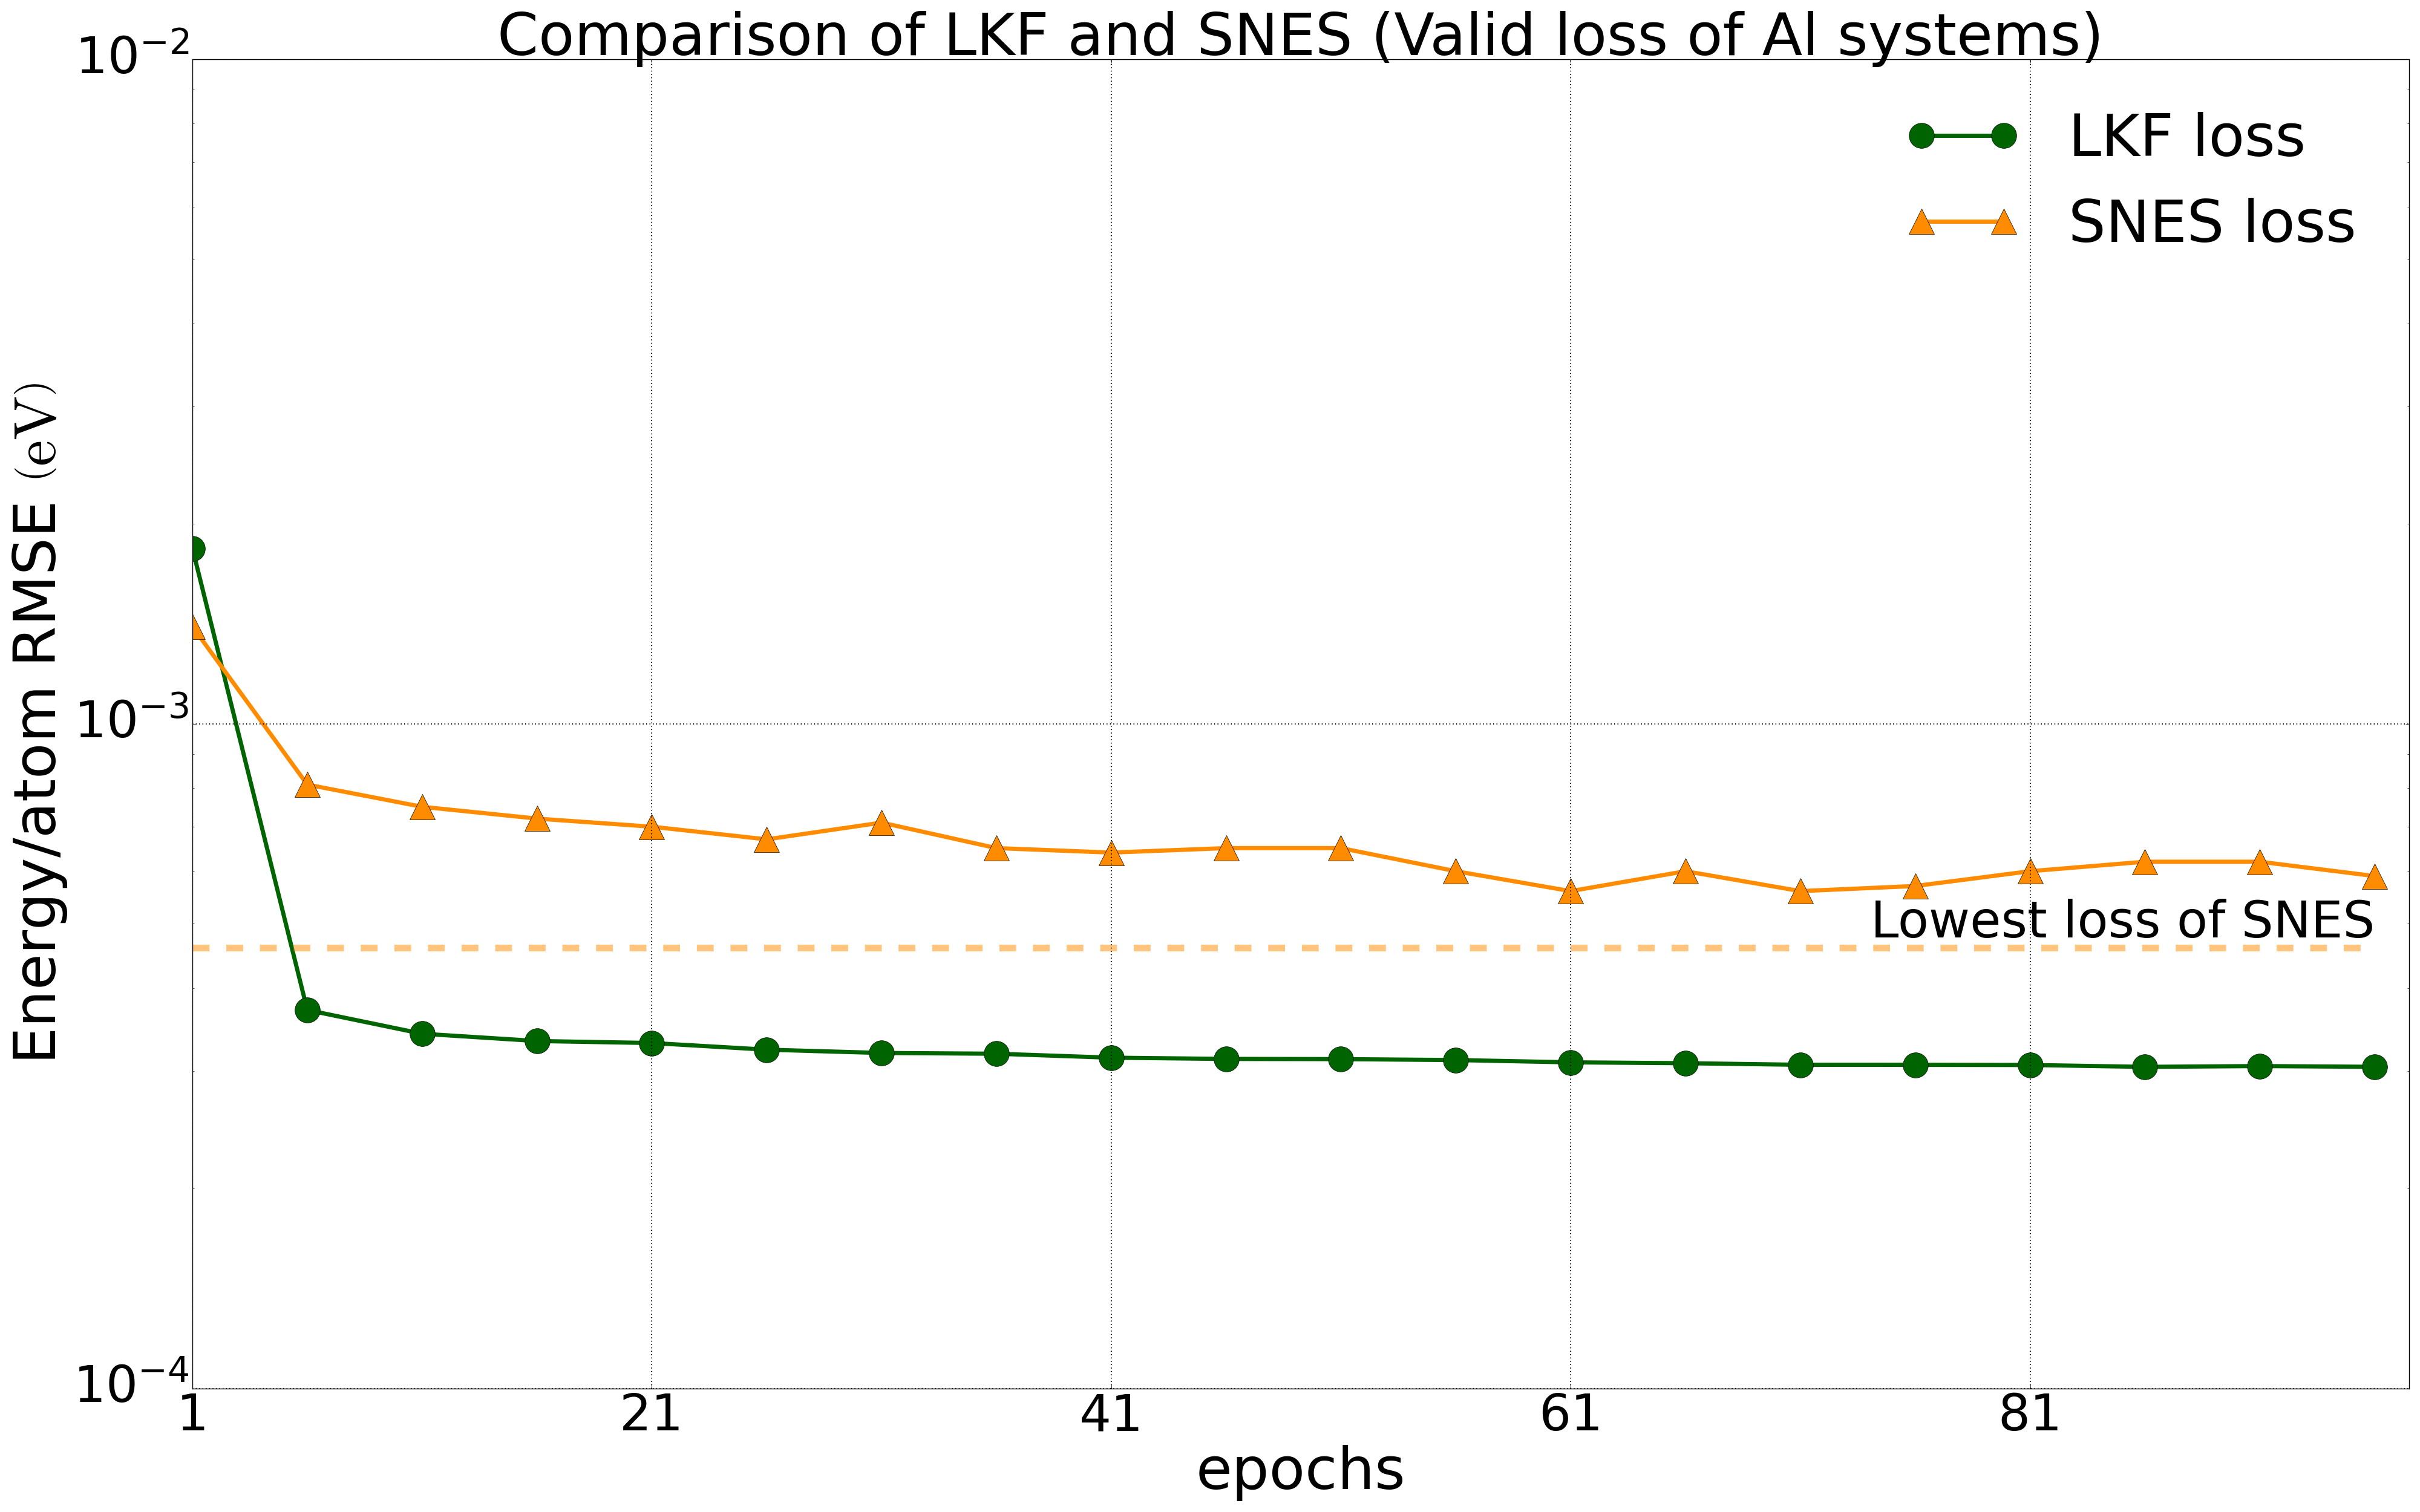 Comparison of LKF and SNES (Valid loss of Al systems)
LKF loss
SNES loss
Energy/atom RMSE (eV)
10⁻²
10⁻³
10⁻⁴
Lowest loss of SNES
1 21 41 61 81
epochs